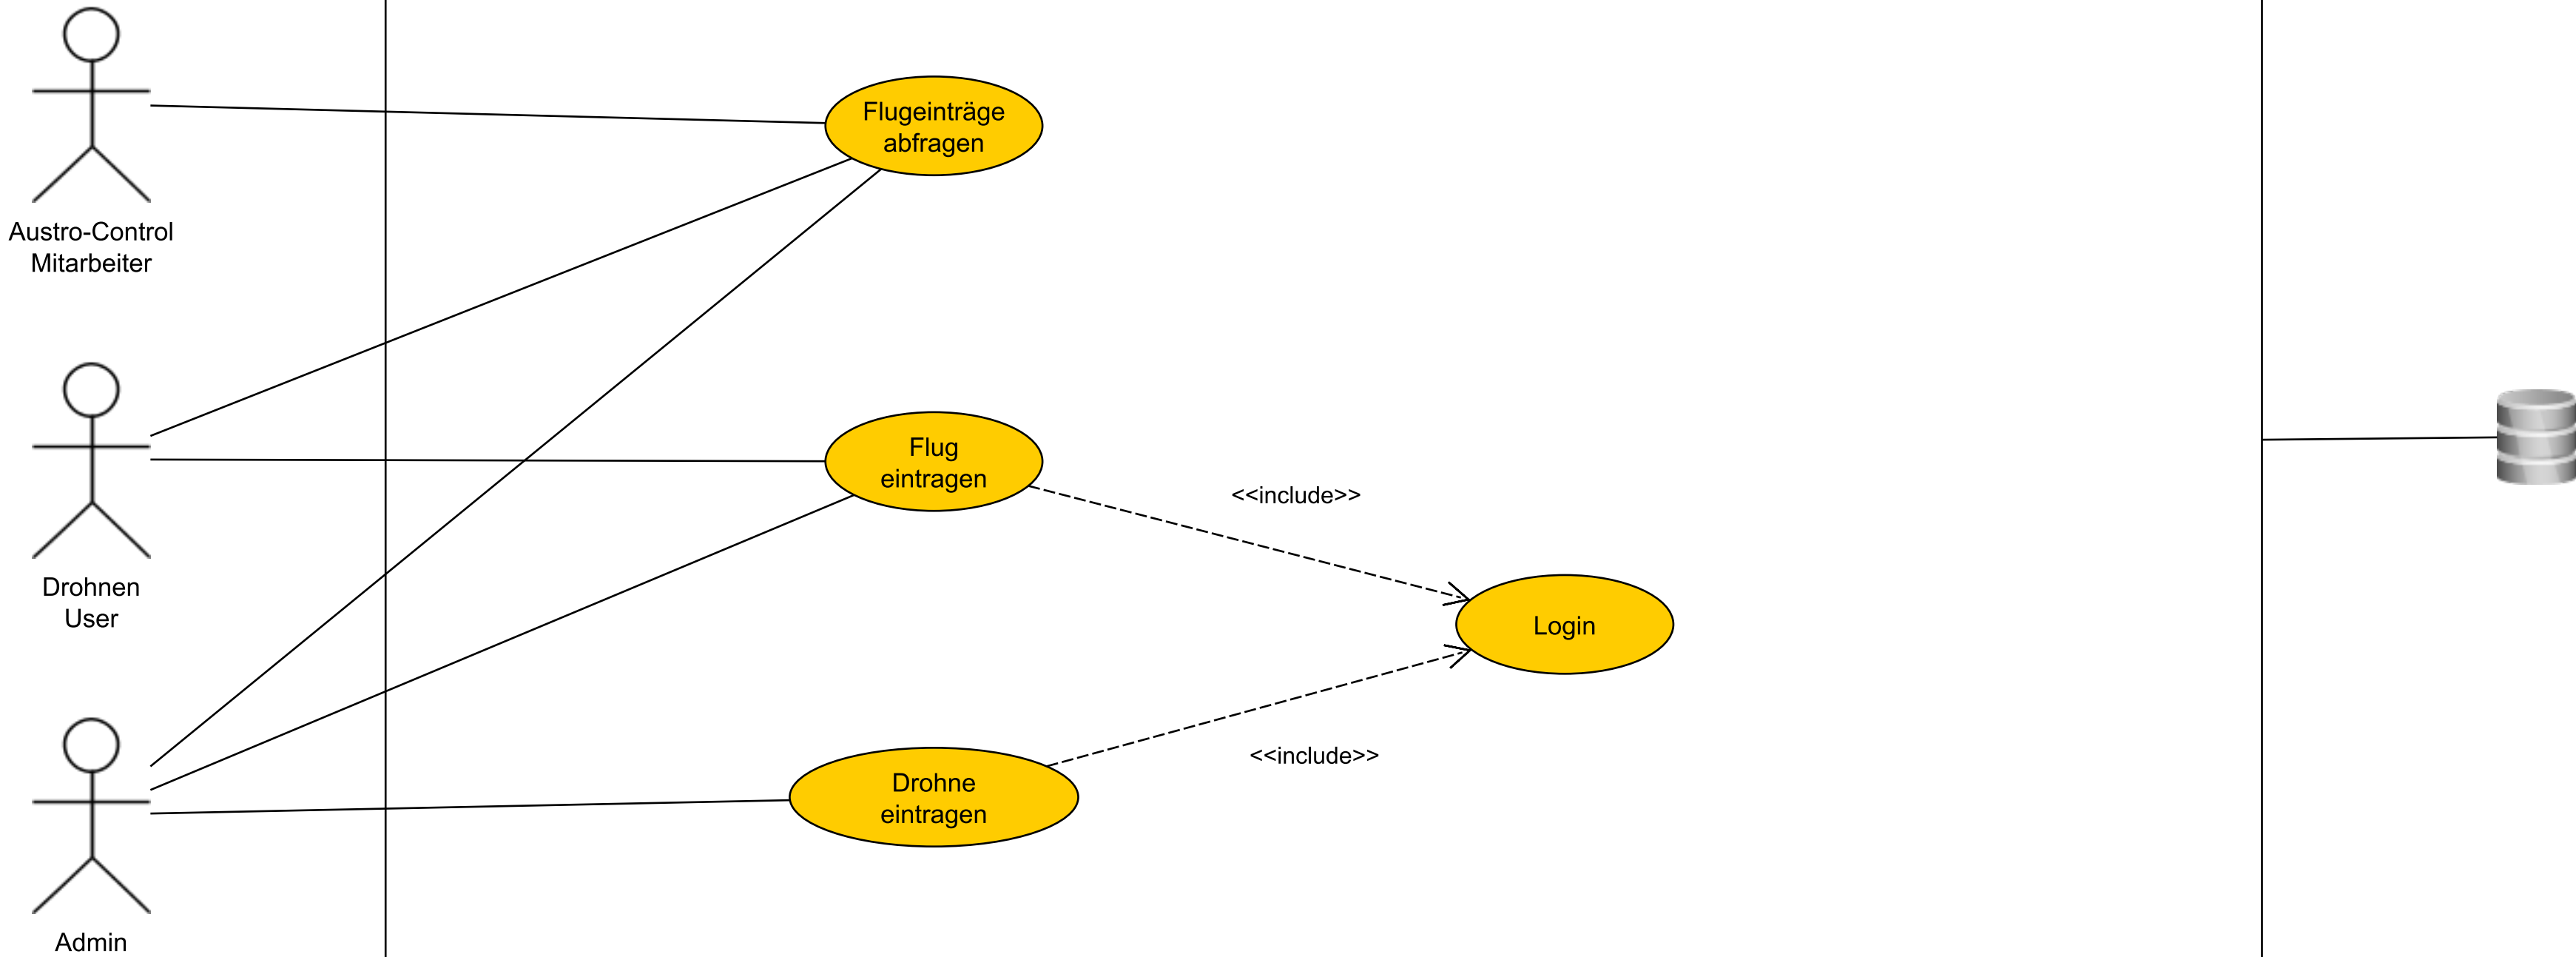 Flugeinträge
abfragen
Austro-Control
Mitarbeiter
Flug
eintragen
<<include>>
Drohnen
User
Login
<<include>>
Drohne
eintragen
Admin